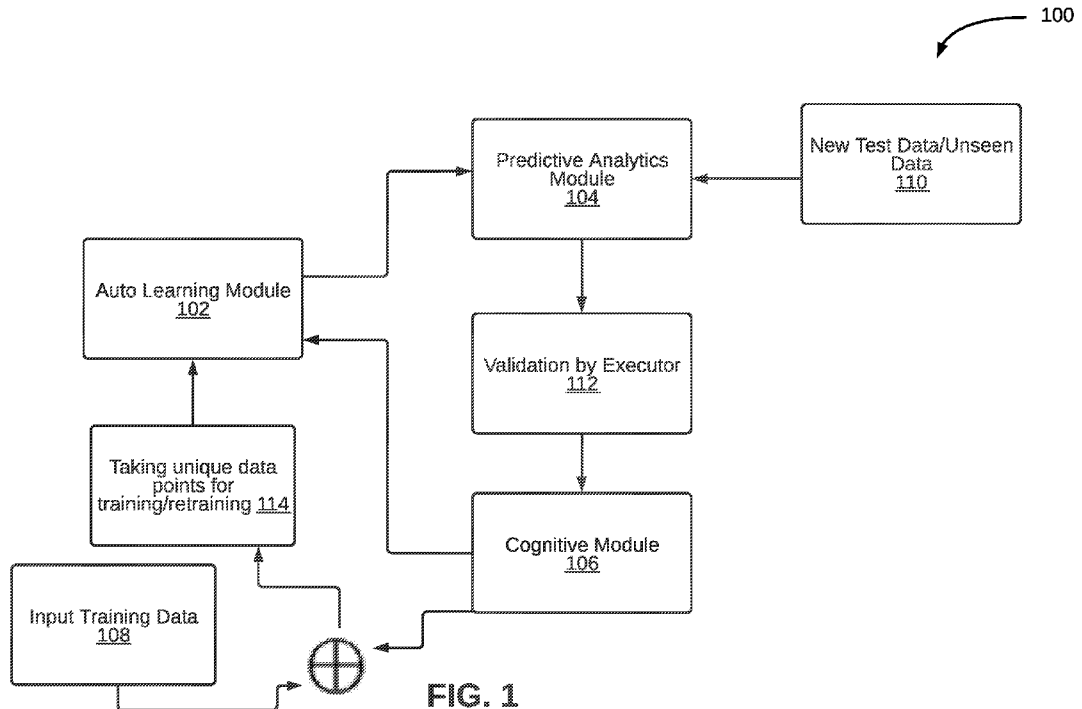 100
New Test Data/Unseen
Data
110
Predictive Analytics
Module
104
Auto Learning Module
102
Validation by Executor
112
Taking unique data
points for
training/retraining 114
Cognitive Module
106
Input Training Data
108
FIG. 1